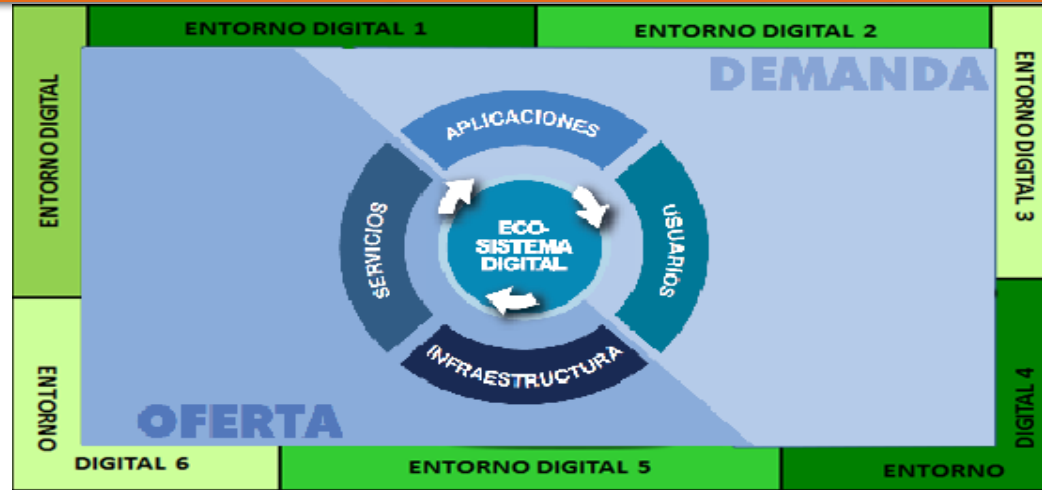 ENTORNO DIGITAL 1
ENTORNO DIGITAL 2
ENTORNO DIGITAL
ENTORNO DIGITAL 3
DEMANDA
APLICACIONES
SERVICIOS
ECO-
SISTEMA
DIGITAL
USUARIOS
INFRAESTRUCTURA
OFERTA
ENTORNO
DIGITAL 6
ENTORNO DIGITAL 5
ENTORNO
DIGITAL 4